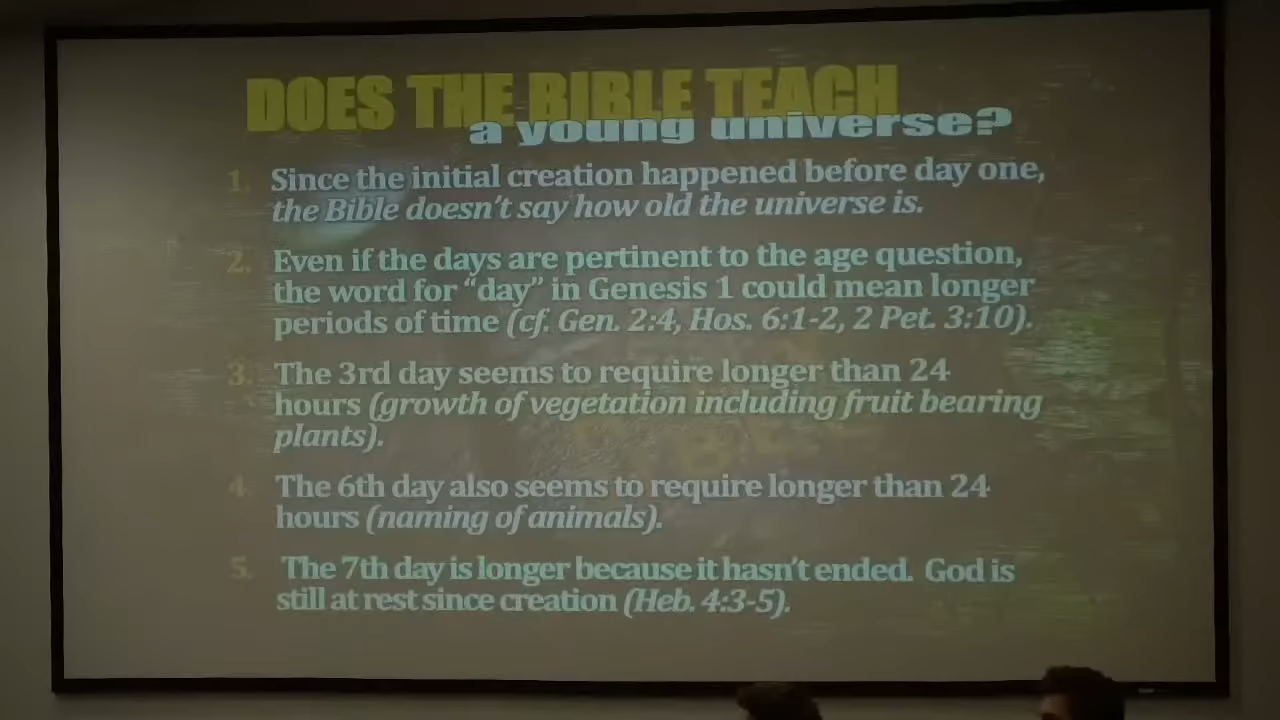 DOES THE BIBLE TEACH
a young universe?
1. Since the initial creation happened before day one,
the Bible doesn't say how old the universe is.
2. Even if the days are pertinent to the age question,
the word for “day” in Genesis 1 could mean longer
periods of time (cf. Gen. 2:4, Hos. 6:1-2, 2 Pet. 3:10).
3. The 3rd day seems to require longer than 24
hours (growth of vegetation including fruit bearing
plants).
4. The 6th day also seems to require longer than 24
hours (naming of animals).
5. The 7th day is longer because it hasn't ended. God is
still at rest since creation (Heb. 4:3-5).